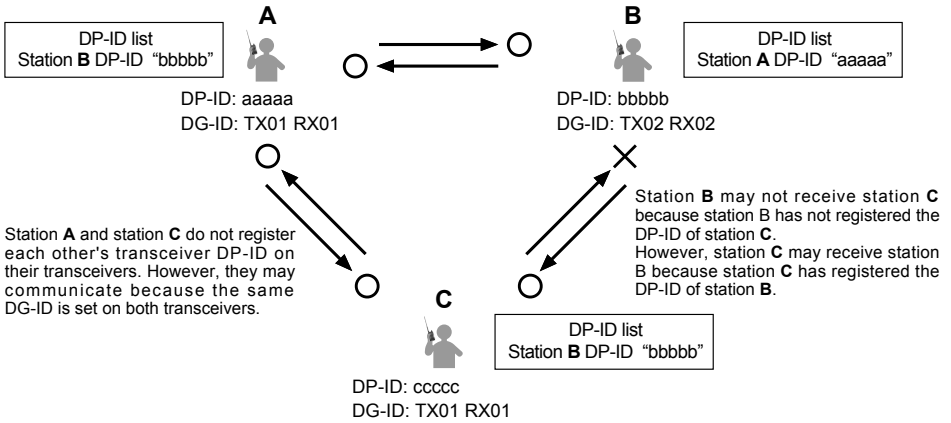 A
DP-ID list
Station B DP-ID “bbbbb”
DP-ID: aaaaa
DG-ID: TX01 RX01
B
DP-ID list
Station A DP-ID “aaaaa”
DP-ID: bbbbb
DG-ID: TX02 RX02
Station B may not receive station C
because station B has not registered the
DP-ID of station C.
However, station C may receive station
B because station C has registered the
DP-ID of station B.
Station A and station C do not register
each other's transceiver DP-ID on
their transceivers. However, they may
communicate because the same
DG-ID is set on both transceivers.
C
DP-ID list
Station B DP-ID “bbbbb”
DP-ID: ccccc
DG-ID: TX01 RX01